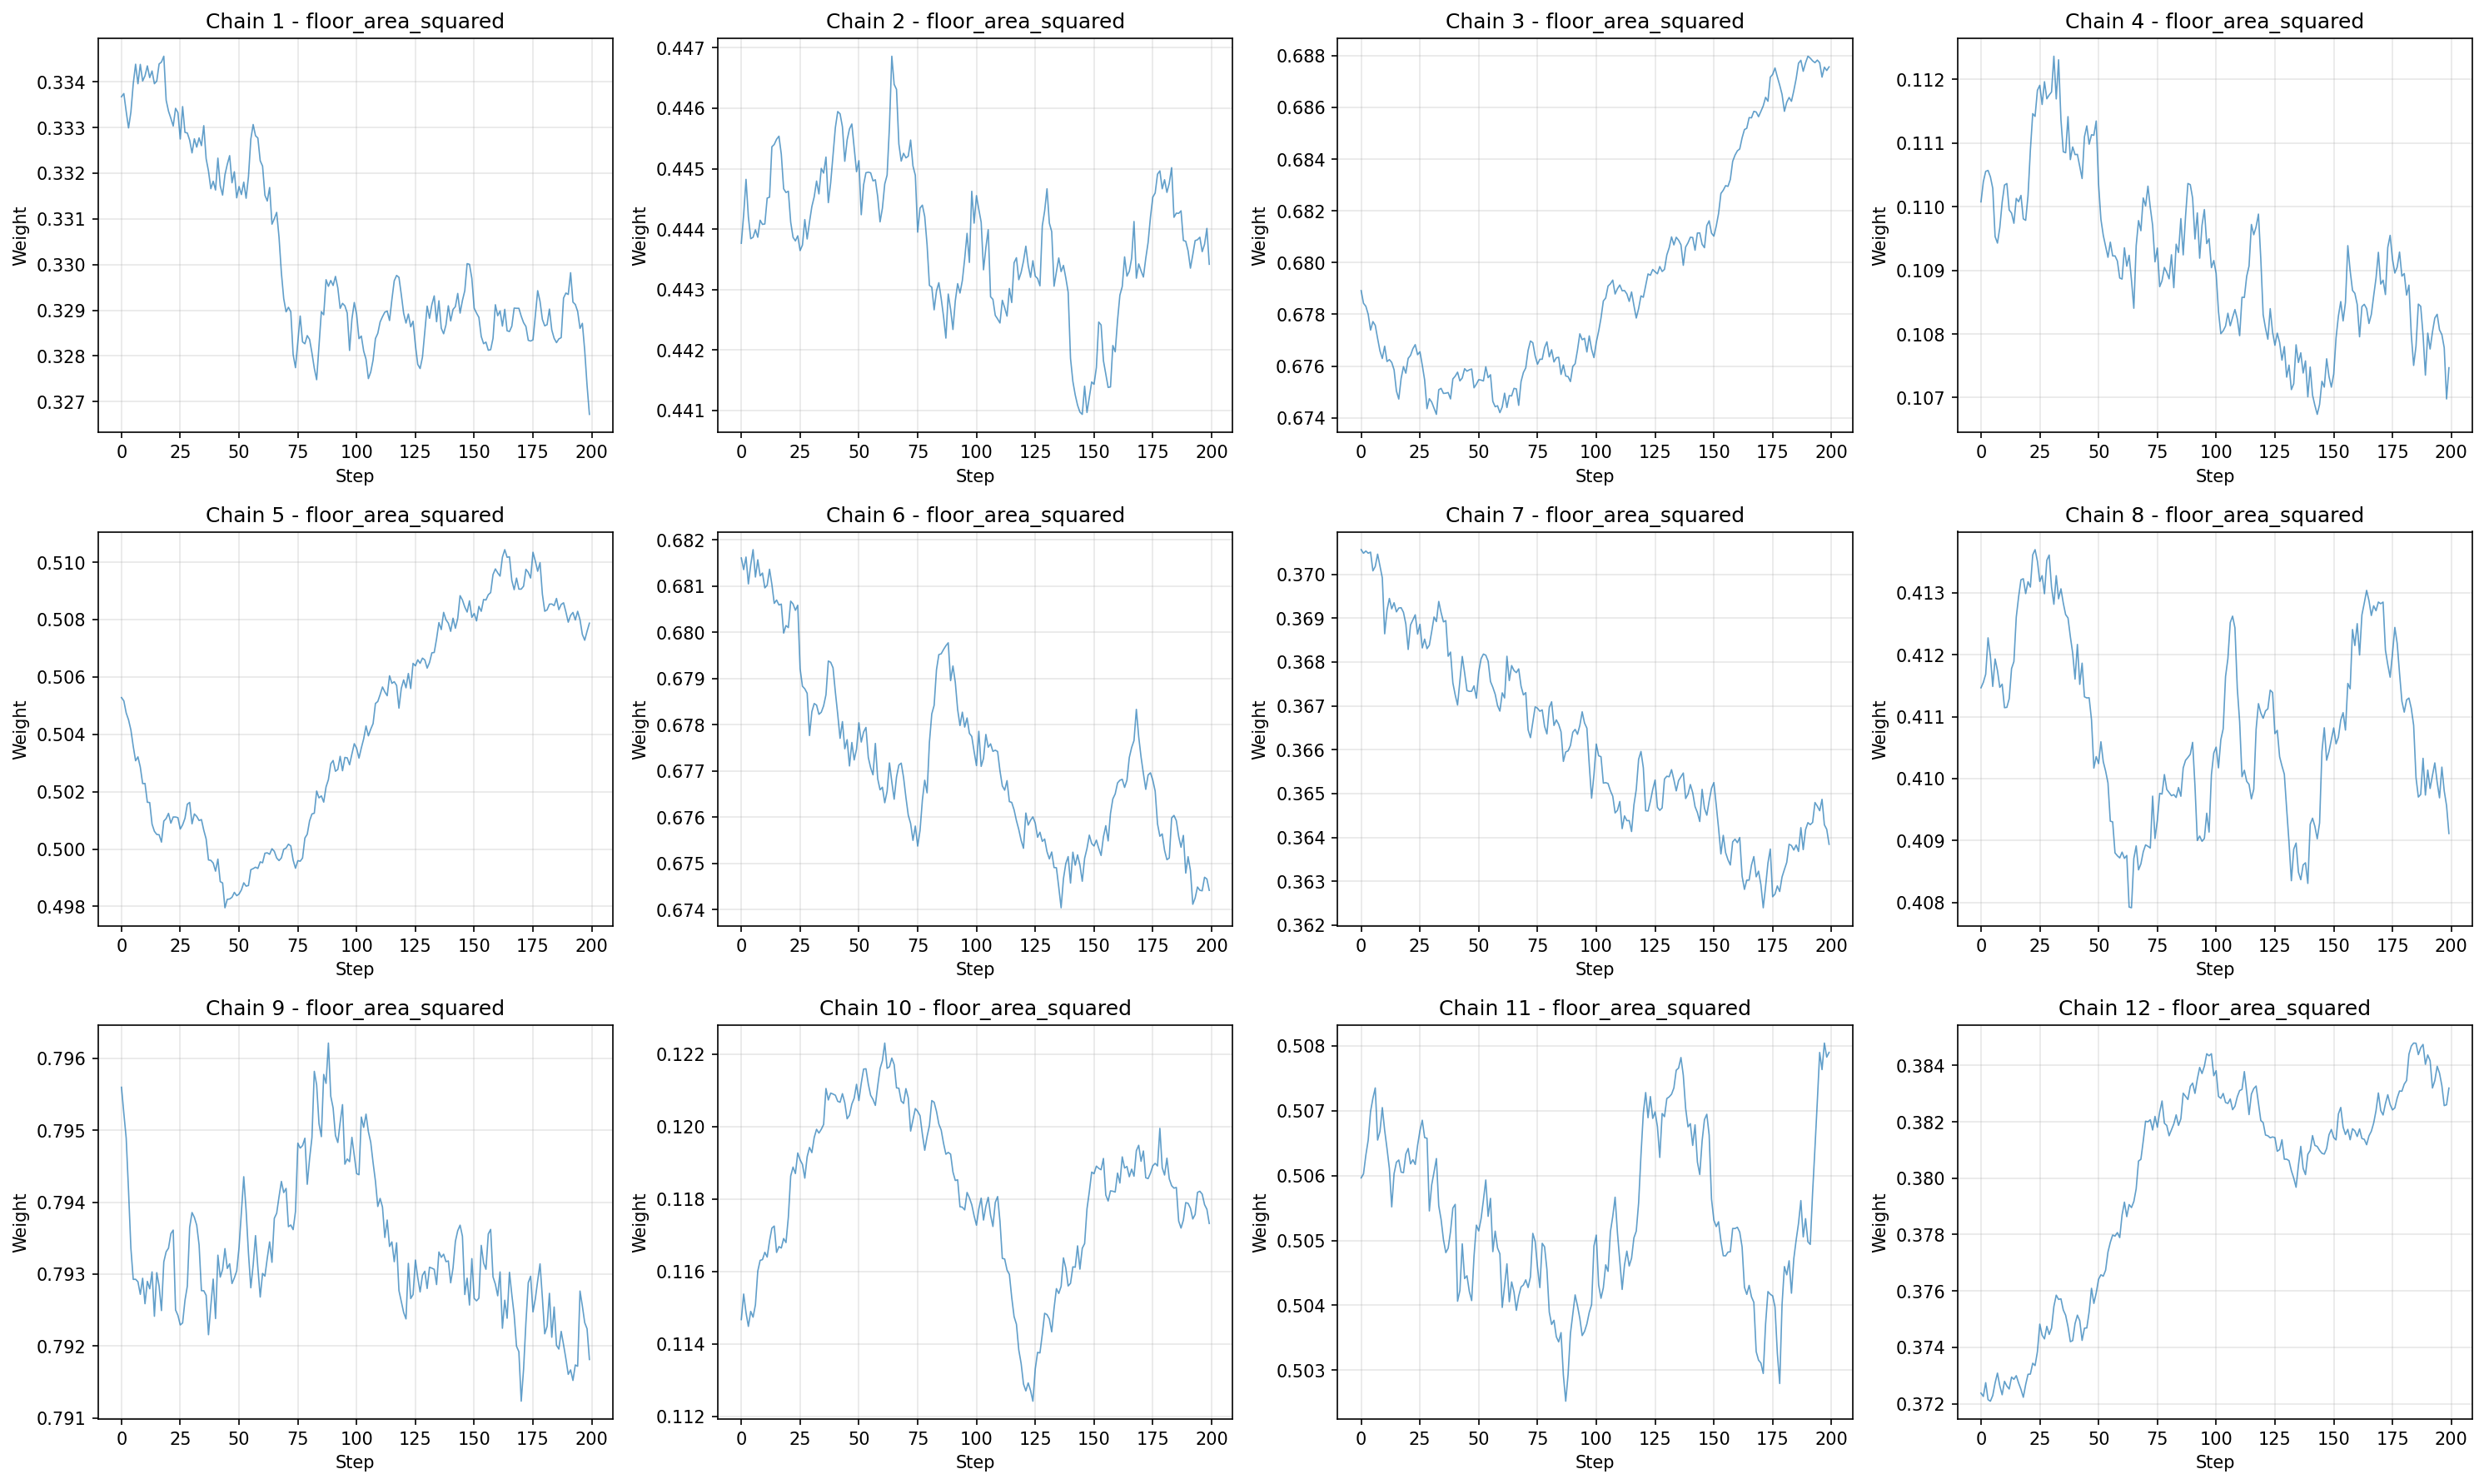 Chain 1 - floor_area_squared
Weight
0.334
0.333
0.332
0.331
0.330
0.329
0.328
0.327
0 25 50 75 100 125 150 175 200
Step
Chain 2 - floor_area_squared
Weight
0.447
0.446
0.445
0.444
0.443
0.442
0.441
0 25 50 75 100 125 150 175 200
Step
Chain 3 - floor_area_squared
Weight
0.688
0.686
0.684
0.682
0.680
0.678
0.676
0.674
0 25 50 75 100 125 150 175 200
Step
Chain 4 - floor_area_squared
Weight
0.112
0.111
0.110
0.109
0.108
0.107
0 25 50 75 100 125 150 175 200
Step
Chain 5 - floor_area_squared
Weight
0.510
0.508
0.506
0.504
0.502
0.500
0.498
0 25 50 75 100 125 150 175 200
Step
Chain 6 - floor_area_squared
Weight
0.682
0.681
0.680
0.679
0.678
0.677
0.676
0.675
0.674
0 25 50 75 100 125 150 175 200
Step
Chain 7 - floor_area_squared
Weight
0.370
0.369
0.368
0.367
0.366
0.365
0.364
0.363
0.362
0 25 50 75 100 125 150 175 200
Step
Chain 8 - floor_area_squared
Weight
0.413
0.412
0.411
0.410
0.409
0.408
0 25 50 75 100 125 150 175 200
Step
Chain 9 - floor_area_squared
Weight
0.796
0.795
0.794
0.793
0.792
0.791
0 25 50 75 100 125 150 175 200
Step
Chain 10 - floor_area_squared
Weight
0.122
0.120
0.118
0.116
0.114
0.112
0 25 50 75 100 125 150 175 200
Step
Chain 11 - floor_area_squared
Weight
0.508
0.507
0.506
0.505
0.504
0.503
0 25 50 75 100 125 150 175 200
Step
Chain 12 - floor_area_squared
Weight
0.384
0.382
0.380
0.378
0.376
0.374
0.372
0 25 50 75 100 125 150 175 200
Step